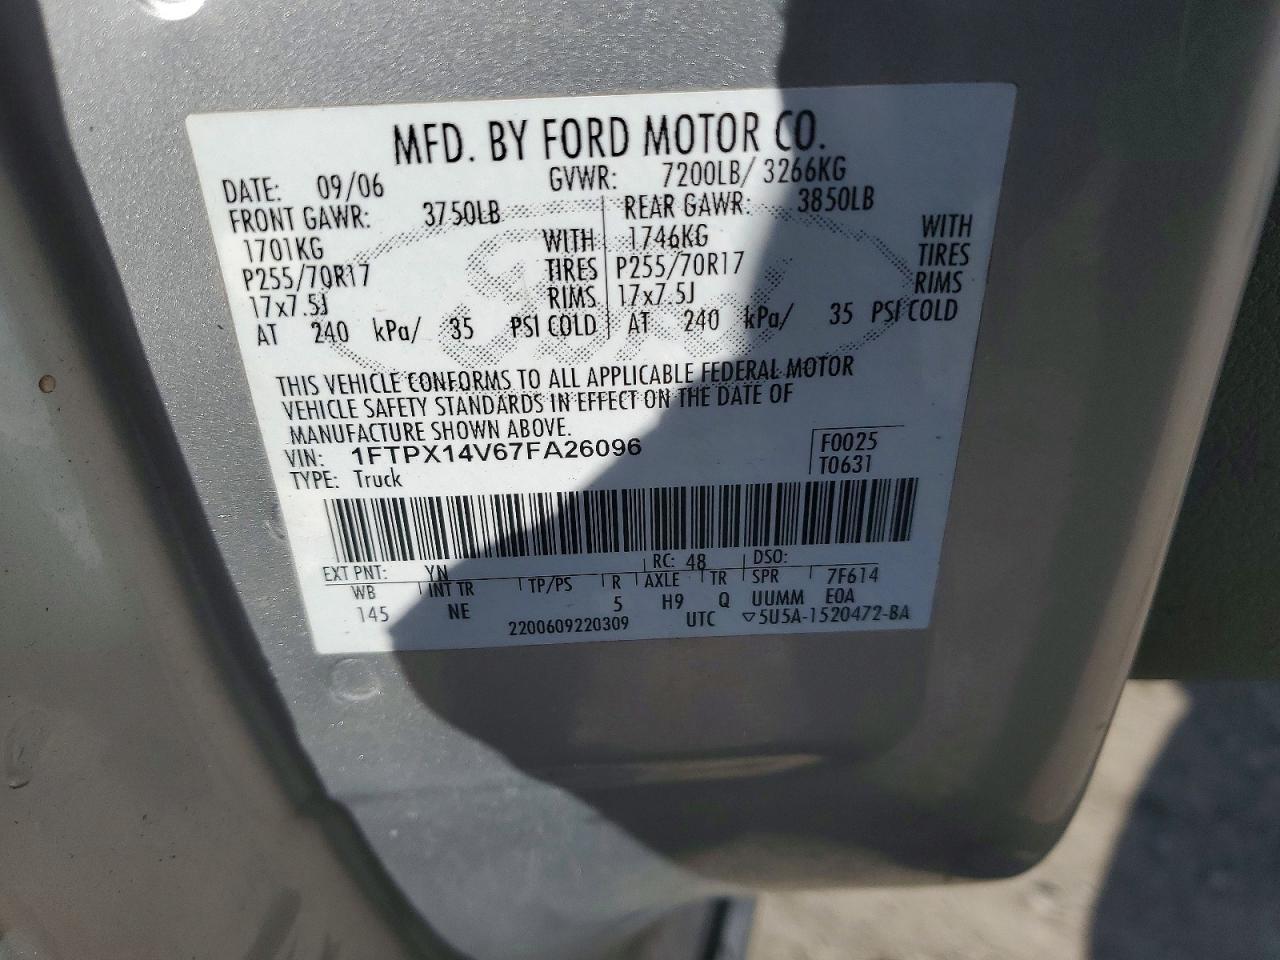 MFD. BY FORD MOTOR CO.
DATE: 09/06 GVWR: 7200LB/ 3266KG
FRONT GAWR: 3750LB REAR GAWR: 3850LB
1701KG WITH 1746KG WITH
P255/70R17 TIRES P255/70R17 TIRES
17x7.5J RIMS 17x7.5J RIMS
AT 240 kPa/ 35 PSI COLD AT 240 kPa/ 35 PSI COLD
THIS VEHICLE CONFORMS TO ALL APPLICABLE FEDERAL MOTOR
VEHICLE SAFETY STANDARDS IN EFFECT ON THE DATE OF
MANUFACTURE SHOWN ABOVE.
VIN: 1FTPX14V67FA26096 F0025
TYPE: Truck T0631
EXT PNT: YN RC: 48 DSO:
WB INT TR TP/PS R AXLE TR SPR 7F614
145 NE 5 H9 Q UUMM E0A
2200609220309 UTC ▽5U5A-1520472-BA